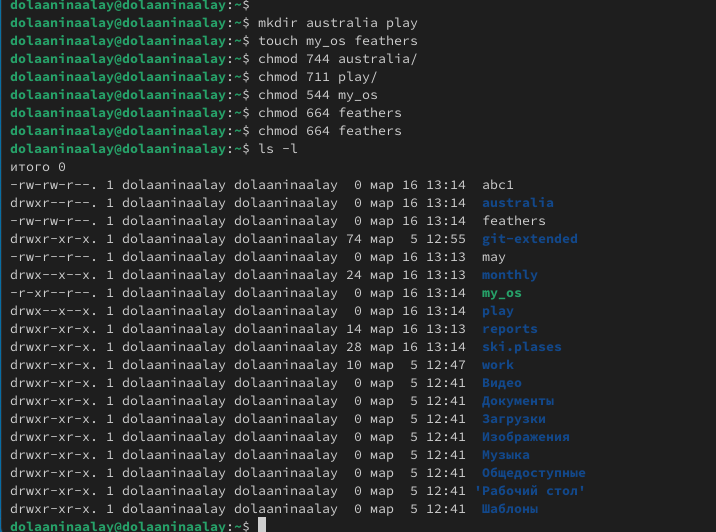 dolaaninaalay@dolaaninaalay:~$
dolaaninaalay@dolaaninaalay:~$ mkdir australia play
dolaaninaalay@dolaaninaalay:~$ touch my_os feathers
dolaaninaalay@dolaaninaalay:~$ chmod 744 australia/
dolaaninaalay@dolaaninaalay:~$ chmod 711 play/
dolaaninaalay@dolaaninaalay:~$ chmod 544 my_os
dolaaninaalay@dolaaninaalay:~$ chmod 664 feathers
dolaaninaalay@dolaaninaalay:~$ chmod 664 feathers
dolaaninaalay@dolaaninaalay:~$ ls -l
итого 0
-rw-rw-r--. 1 dolaaninaalay dolaaninaalay  0 мар 16 13:14  abc1
drwxr--r--. 1 dolaaninaalay dolaaninaalay  0 мар 16 13:14  australia
-rw-rw-r--. 1 dolaaninaalay dolaaninaalay  0 мар 16 13:14  feathers
drwxr-xr-x. 1 dolaaninaalay dolaaninaalay 74 мар  5 12:55  git-extended
-rw-r--r--. 1 dolaaninaalay dolaaninaalay  0 мар 16 13:13  may
drwx--x--x. 1 dolaaninaalay dolaaninaalay 24 мар 16 13:13  monthly
-r-xr--r--. 1 dolaaninaalay dolaaninaalay  0 мар 16 13:14  my_os
drwx--x--x. 1 dolaaninaalay dolaaninaalay  0 мар 16 13:14  play
drwxr-xr-x. 1 dolaaninaalay dolaaninaalay 14 мар 16 13:13  reports
drwxr-xr-x. 1 dolaaninaalay dolaaninaalay 28 мар 16 13:14  ski.plases
drwxr-xr-x. 1 dolaaninaalay dolaaninaalay 10 мар  5 12:47  work
drwxr-xr-x. 1 dolaaninaalay dolaaninaalay  0 мар  5 12:41  Видео
drwxr-xr-x. 1 dolaaninaalay dolaaninaalay  0 мар  5 12:41  Документы
drwxr-xr-x. 1 dolaaninaalay dolaaninaalay  0 мар  5 12:41  Загрузки
drwxr-xr-x. 1 dolaaninaalay dolaaninaalay  0 мар  5 12:41  Изображения
drwxr-xr-x. 1 dolaaninaalay dolaaninaalay  0 мар  5 12:41  Музыка
drwxr-xr-x. 1 dolaaninaalay dolaaninaalay  0 мар  5 12:41  Общедоступные
drwxr-xr-x. 1 dolaaninaalay dolaaninaalay  0 мар  5 12:41 'Рабочий стол'
drwxr-xr-x. 1 dolaaninaalay dolaaninaalay  0 мар  5 12:41  Шаблоны
dolaaninaalay@dolaaninaalay:~$